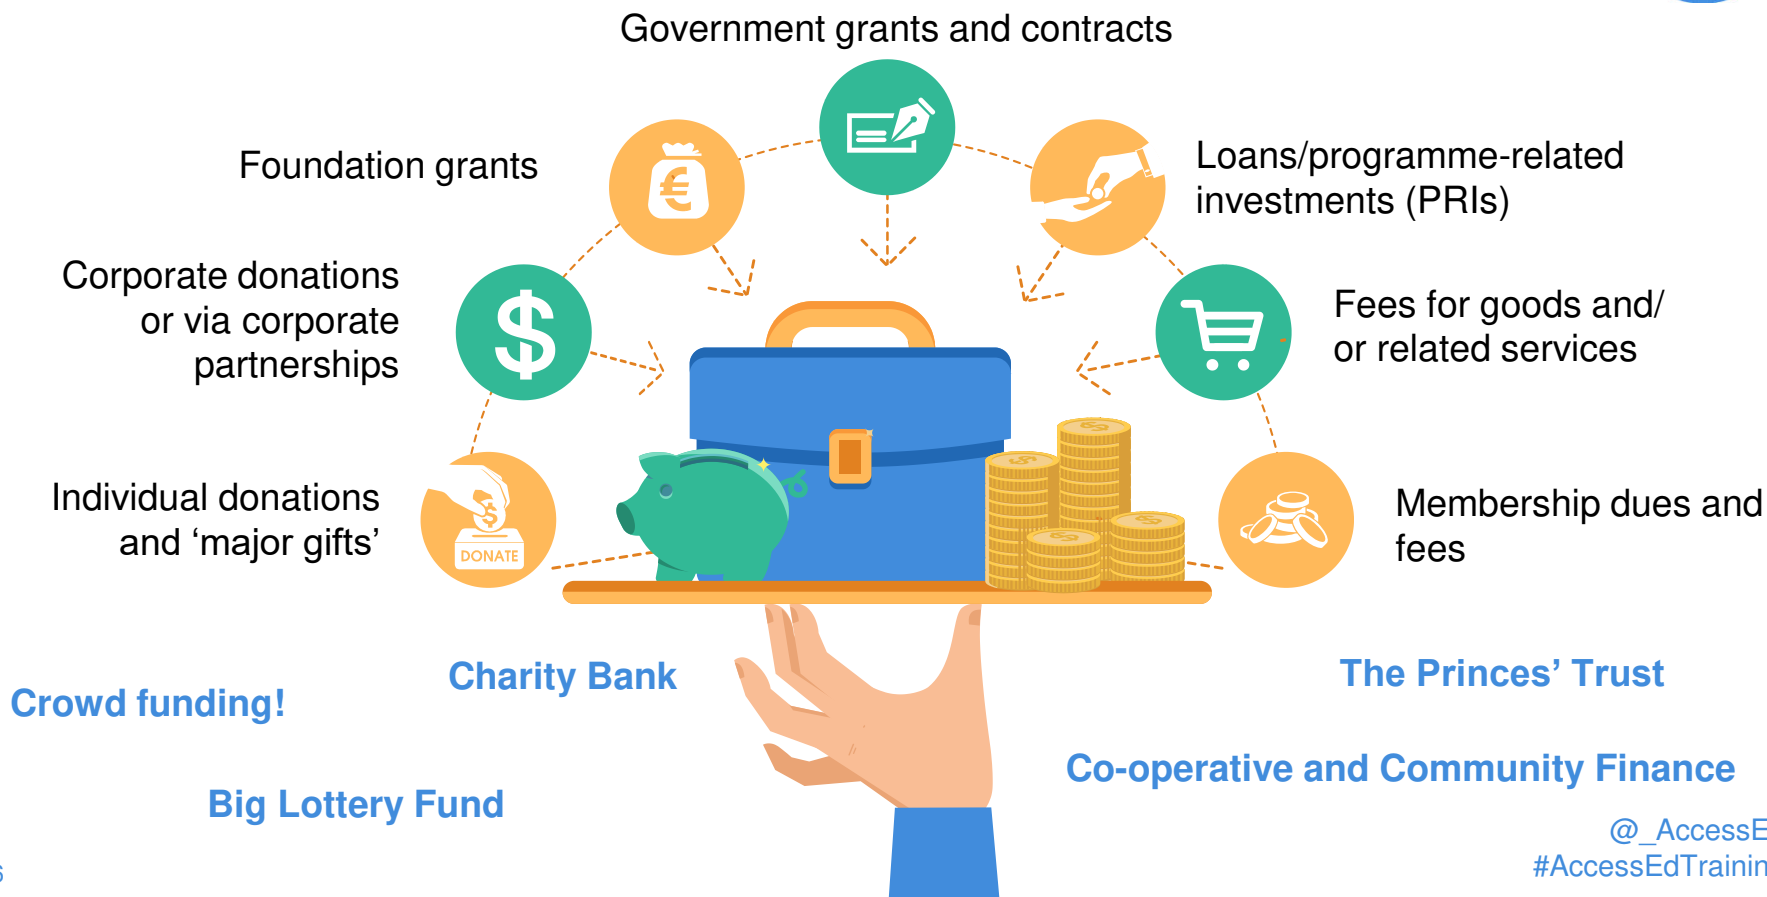 Government grants and contracts
Foundation grants
Loans/programme-related
investments (PRIs)
Corporate donations
or via corporate
partnerships
Fees for goods and/
or related services
Individual donations
and ‘major gifts’
DONATE
Membership dues and
fees
Charity Bank
The Princes’ Trust
Crowd funding!
Co-operative and Community Finance
Big Lottery Fund
@_AccessE
#AccessEdTrainin